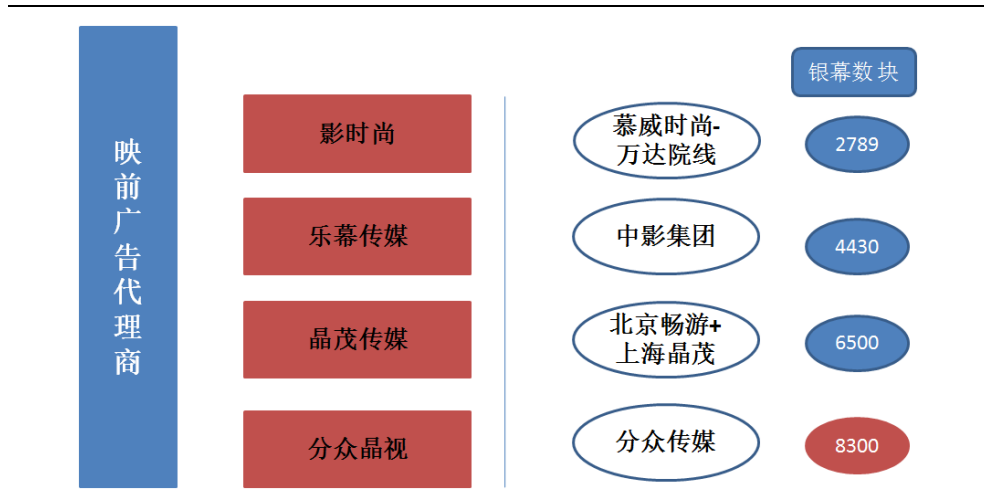 映前广告代理商
银幕数 块
影时尚
慕威时尚-
万达院线
2789
乐幕传媒
中影集团
4430
晶茂传媒
北京畅游+
上海晶茂
6500
分众晶视
分众传媒
8300